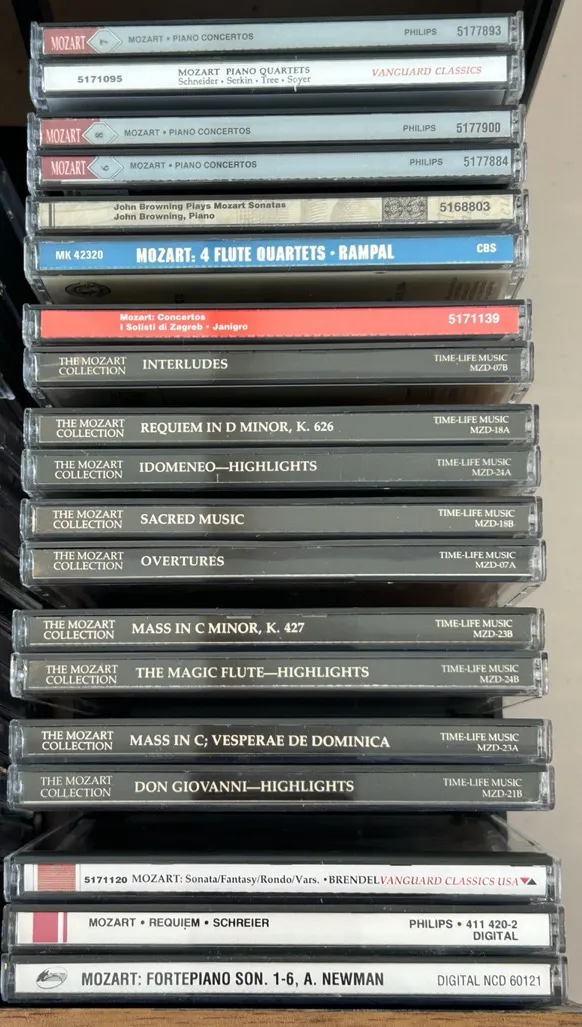 MOZART 7 MOZART • PIANO CONCERTOS PHILIPS 5177893
5171095 MOZART PIANO QUARTETS VANGUARD CLASSICS
Schneider • Serkin • Tree • Soyer
MOZART 8 MOZART • PIANO CONCERTOS PHILIPS 5177900
MOZART 6 MOZART • PIANO CONCERTOS PHILIPS 5177884
John Browning Plays Mozart Sonatas 5168803
John Browning, Piano
MK 42320 MOZART: 4 FLUTE QUARTETS • RAMPAL CBS
Mozart: Concertos 5171139
I Solisti di Zagreb • Janigro
THE MOZART INTERLUDES TIME-LIFE MUSIC
COLLECTION MZD-07B
THE MOZART REQUIEM IN D MINOR, K. 626 TIME-LIFE MUSIC
COLLECTION MZD-18A
THE MOZART IDOMENEO—HIGHLIGHTS TIME-LIFE MUSIC
COLLECTION MZD-24A
THE MOZART SACRED MUSIC TIME-LIFE MUSIC
COLLECTION MZD-18B
THE MOZART OVERTURES TIME-LIFE MUSIC
COLLECTION MZD-07A
THE MOZART MASS IN C MINOR, K. 427 TIME-LIFE MUSIC
COLLECTION MZD-23B
THE MOZART THE MAGIC FLUTE—HIGHLIGHTS TIME-LIFE MUSIC
COLLECTION MZD-24B
THE MOZART MASS IN C; VESPERAE DE DOMINICA TIME-LIFE MUSIC
COLLECTION MZD-23A
THE MOZART DON GIOVANNI—HIGHLIGHTS TIME-LIFE MUSIC
COLLECTION MZD-21B
5171120 MOZART: Sonata/Fantasy/Rondo/Vars. • BRENDEL VANGUARD CLASSICS USA
MOZART • REQUIEM • SCHREIER PHILIPS • 411 420-2
DIGITAL
MOZART: FORTEPIANO SON. 1-6, A. NEWMAN DIGITAL NCD 60121